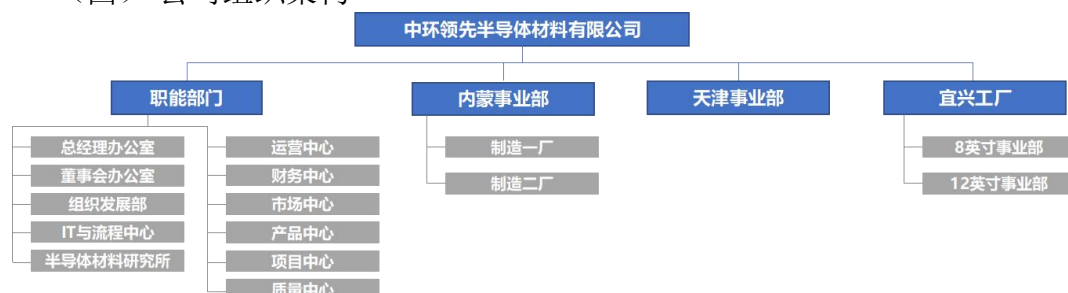 中环领先半导体材料有限公司
职能部门
内蒙事业部
天津事业部
宜兴工厂
总经理办公室
董事会办公室
组织发展部
IT与流程中心
半导体材料研究所
运营中心
财务中心
市场中心
产品中心
项目中心
质量中心
制造一厂
制造二厂
8英寸事业部
12英寸事业部